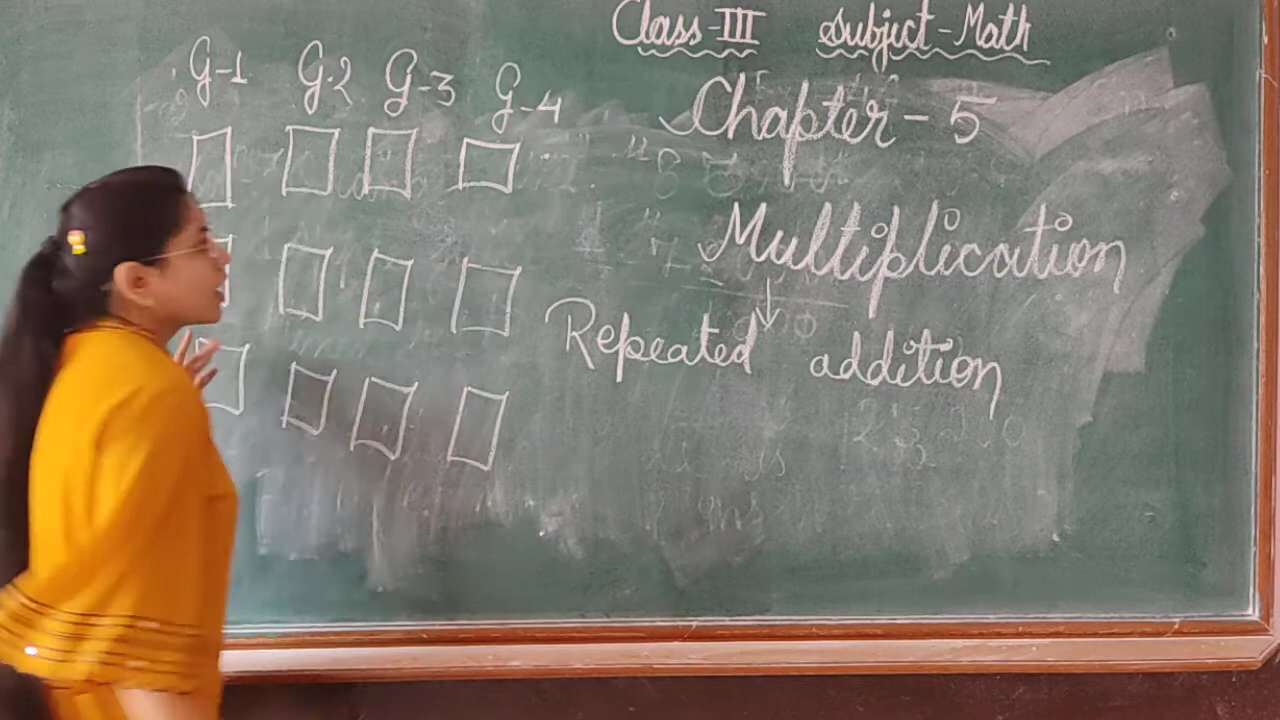 Class-III Subject-Math
G-1 G-2 G-3 G-4
Chapter-5
Multiplication
↓
Repeated addition